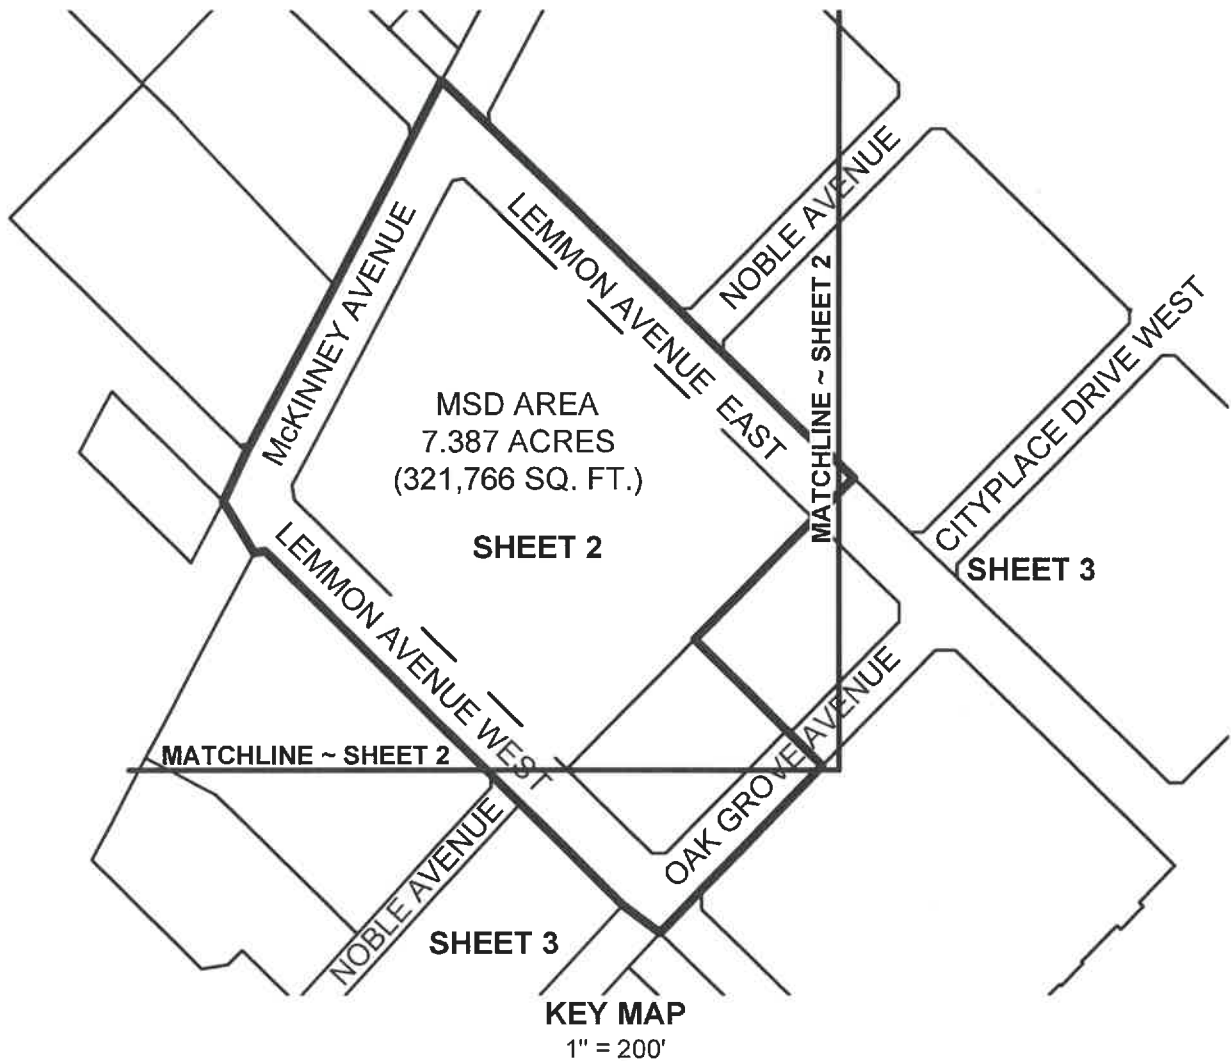 NOBLE AVENUE
LEMMON AVENUE EAST
McKINNEY AVENUE
MATCHLINE ~ SHEET 2
CITYPLACE DRIVE WEST
MSD AREA
7.387 ACRES
(321,766 SQ. FT.)
SHEET 2
SHEET 3
LEMMON AVENUE WEST
MATCHLINE ~ SHEET 2
OAK GROVE AVENUE
NOBLE AVENUE
SHEET 3
KEY MAP
1" = 200'